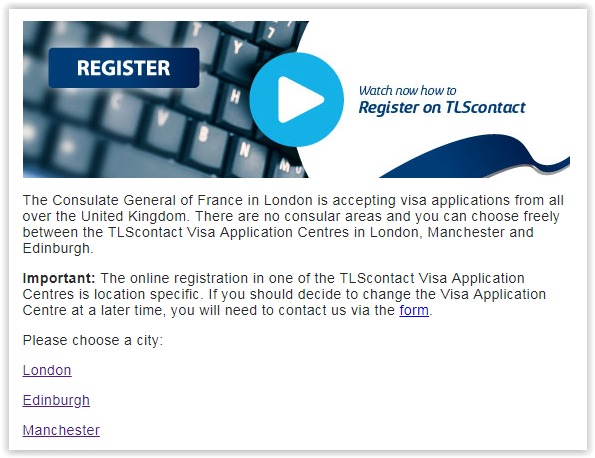 REGISTER
Watch now how to
Register on TLScontact
The Consulate General of France in London is accepting visa applications from all
over the United Kingdom. There are no consular areas and you can choose freely
between the TLScontact Visa Application Centres in London, Manchester and
Edinburgh.
Important: The online registration in one of the TLScontact Visa Application
Centres is location specific. If you should decide to change the Visa Application
Centre at a later time, you will need to contact us via the form.
Please choose a city:
London
Edinburgh
Manchester